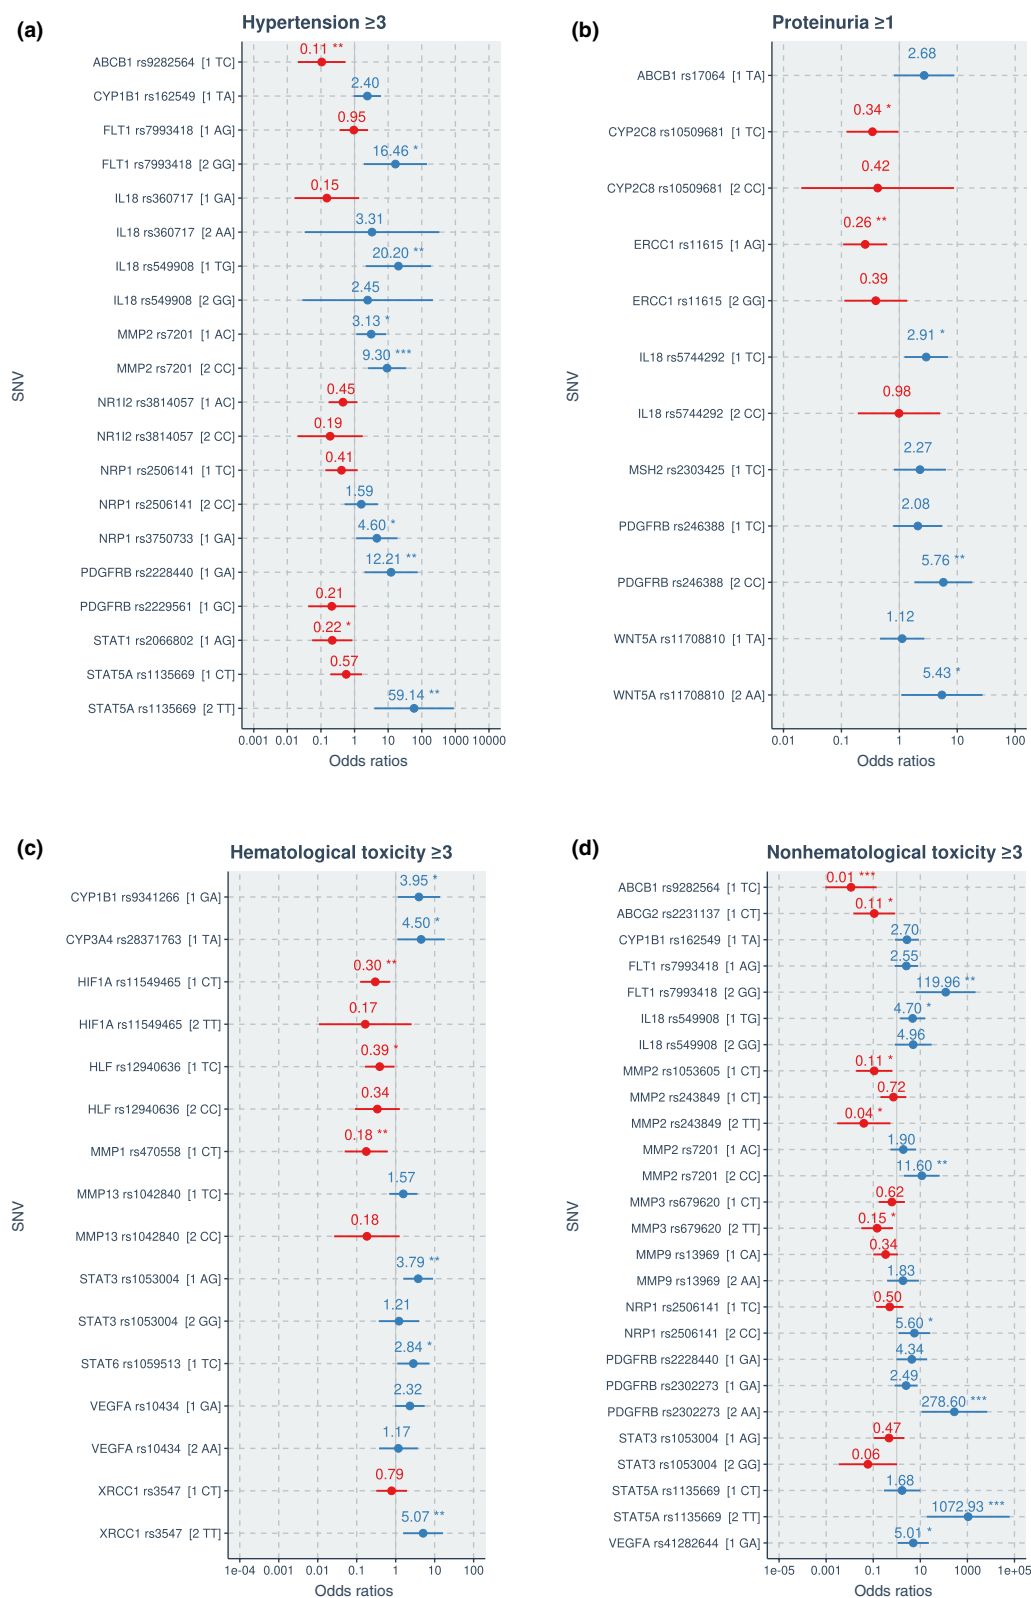 (a)
Hypertension ≥3
SNV
ABCB1 rs9282564 [1 TC]
0.11 **
CYP1B1 rs162549 [1 TA]
2.40
FLT1 rs7993418 [1 AG]
0.95
FLT1 rs7993418 [2 GG]
16.46 *
IL18 rs360717 [1 GA]
0.15
IL18 rs360717 [2 AA]
3.31
IL18 rs549908 [1 TG]
20.20 **
IL18 rs549908 [2 GG]
2.45
MMP2 rs7201 [1 AC]
3.13 *
MMP2 rs7201 [2 CC]
9.30 ***
NR1I2 rs3814057 [1 AC]
0.45
NR1I2 rs3814057 [2 CC]
0.19
NRP1 rs2506141 [1 TC]
0.41
NRP1 rs2506141 [2 CC]
1.59
NRP1 rs3750733 [1 GA]
4.60 *
PDGFRB rs2228440 [1 GA]
12.21 **
PDGFRB rs2229561 [1 GC]
0.21
STAT1 rs2066802 [1 AG]
0.22 *
STAT5A rs1135669 [1 CT]
0.57
STAT5A rs1135669 [2 TT]
59.14 **
0.001 0.01 0.1 1 10 100 1000 10000
Odds ratios
(b)
Proteinuria ≥1
SNV
ABCB1 rs17064 [1 TA]
2.68
CYP2C8 rs10509681 [1 TC]
0.34 *
CYP2C8 rs10509681 [2 CC]
0.42
ERCC1 rs11615 [1 AG]
0.26 **
ERCC1 rs11615 [2 GG]
0.39
IL18 rs5744292 [1 TC]
2.91 *
IL18 rs5744292 [2 CC]
0.98
MSH2 rs2303425 [1 TC]
2.27
PDGFRB rs246388 [1 TC]
2.08
PDGFRB rs246388 [2 CC]
5.76 **
WNT5A rs11708810 [1 TA]
1.12
WNT5A rs11708810 [2 AA]
5.43 *
0.01 0.1 1 10 100
Odds ratios
(c)
Hematological toxicity ≥3
SNV
CYP1B1 rs9341266 [1 GA]
3.95 *
CYP3A4 rs28371763 [1 TA]
4.50 *
HIF1A rs11549465 [1 CT]
0.30 **
HIF1A rs11549465 [2 TT]
0.17
HLF rs12940636 [1 TC]
0.39 *
HLF rs12940636 [2 CC]
0.34
MMP1 rs470558 [1 CT]
0.18 **
MMP13 rs1042840 [1 TC]
1.57
MMP13 rs1042840 [2 CC]
0.18
STAT3 rs1053004 [1 AG]
3.79 **
STAT3 rs1053004 [2 GG]
1.21
STAT6 rs1059513 [1 TC]
2.84 *
VEGFA rs10434 [1 GA]
2.32
VEGFA rs10434 [2 AA]
1.17
XRCC1 rs3547 [1 CT]
0.79
XRCC1 rs3547 [2 TT]
5.07 **
1e-04 0.001 0.01 0.1 1 10 100
Odds ratios
(d)
Nonhematological toxicity ≥3
SNV
ABCB1 rs9282564 [1 TC]
0.01 ***
ABCG2 rs2231137 [1 CT]
0.11 *
CYP1B1 rs162549 [1 TA]
2.70
FLT1 rs7993418 [1 AG]
2.55
FLT1 rs7993418 [2 GG]
119.96 **
IL18 rs549908 [1 TG]
4.70 *
IL18 rs549908 [2 GG]
4.96
MMP2 rs1053605 [1 CT]
0.11 *
MMP2 rs243849 [1 CT]
0.72
MMP2 rs243849 [2 TT]
0.04 *
MMP2 rs7201 [1 AC]
1.90
MMP2 rs7201 [2 CC]
11.60 **
MMP3 rs679620 [1 CT]
0.62
MMP3 rs679620 [2 TT]
0.15 *
MMP9 rs13969 [1 CA]
0.34
MMP9 rs13969 [2 AA]
1.83
NRP1 rs2506141 [1 TC]
0.50
NRP1 rs2506141 [2 CC]
5.60 *
PDGFRB rs2228440 [1 GA]
4.34
PDGFRB rs2302273 [1 GA]
2.49
PDGFRB rs2302273 [2 AA]
278.60 ***
STAT3 rs1053004 [1 AG]
0.47
STAT3 rs1053004 [2 GG]
0.06
STAT5A rs1135669 [1 CT]
1.68
STAT5A rs1135669 [2 TT]
1072.93 ***
VEGFA rs41282644 [1 GA]
5.01 *
1e-05 0.001 0.1 10 1000 1e+05
Odds ratios